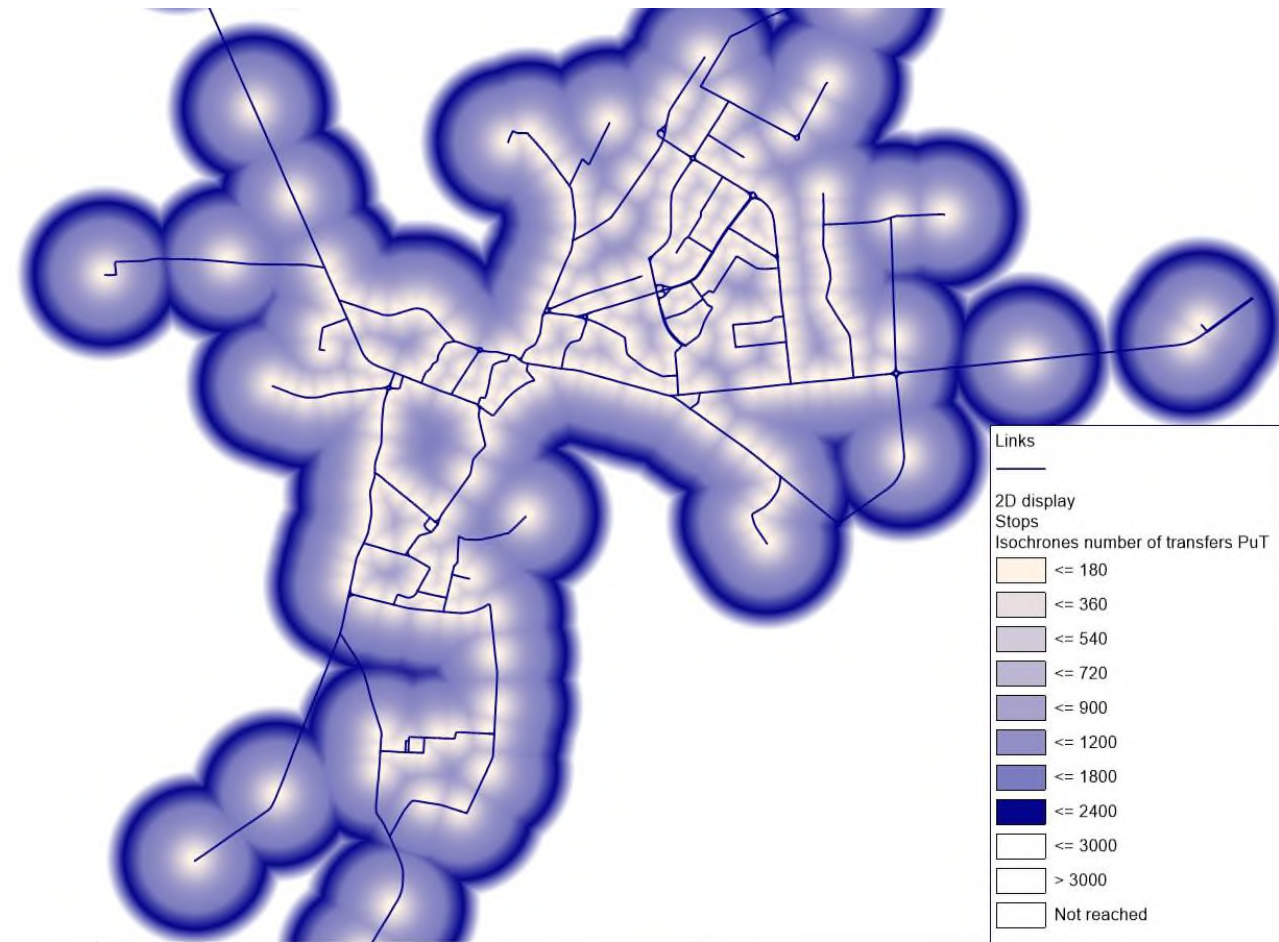 Links
2D display
Stops
Isochrones number of transfers PuT
<= 180
<= 360
<= 540
<= 720
<= 900
<= 1200
<= 1800
<= 2400
<= 3000
> 3000
Not reached